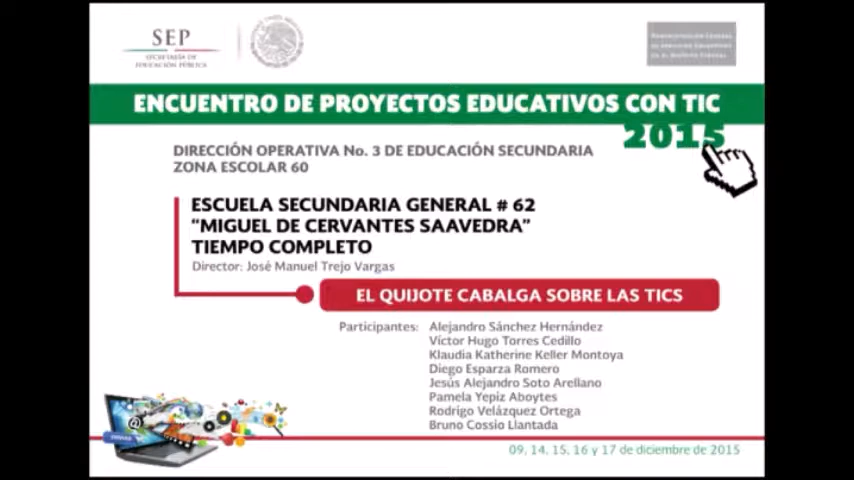 SEP
SECRETARÍA DE
EDUCACIÓN PÚBLICA
ENCUENTRO DE PROYECTOS EDUCATIVOS CON TIC
2015
DIRECCIÓN OPERATIVA No. 3 DE EDUCACIÓN SECUNDARIA
ZONA ESCOLAR 60
ESCUELA SECUNDARIA GENERAL # 62
“MIGUEL DE CERVANTES SAAVEDRA”
TIEMPO COMPLETO
Director: José Manuel Trejo Vargas
EL QUIJOTE CABALGA SOBRE LAS TICS
Participantes: Alejandro Sánchez Hernández
Víctor Hugo Torres Cedillo
Klaudia Katherine Keller Montoya
Diego Esparza Romero
Jesús Alejandro Soto Arellano
Pamela Yepiz Aboytes
Rodrigo Velázquez Ortega
Bruno Cossio Llantada
09, 14, 15, 16 y 17 de diciembre de 2015